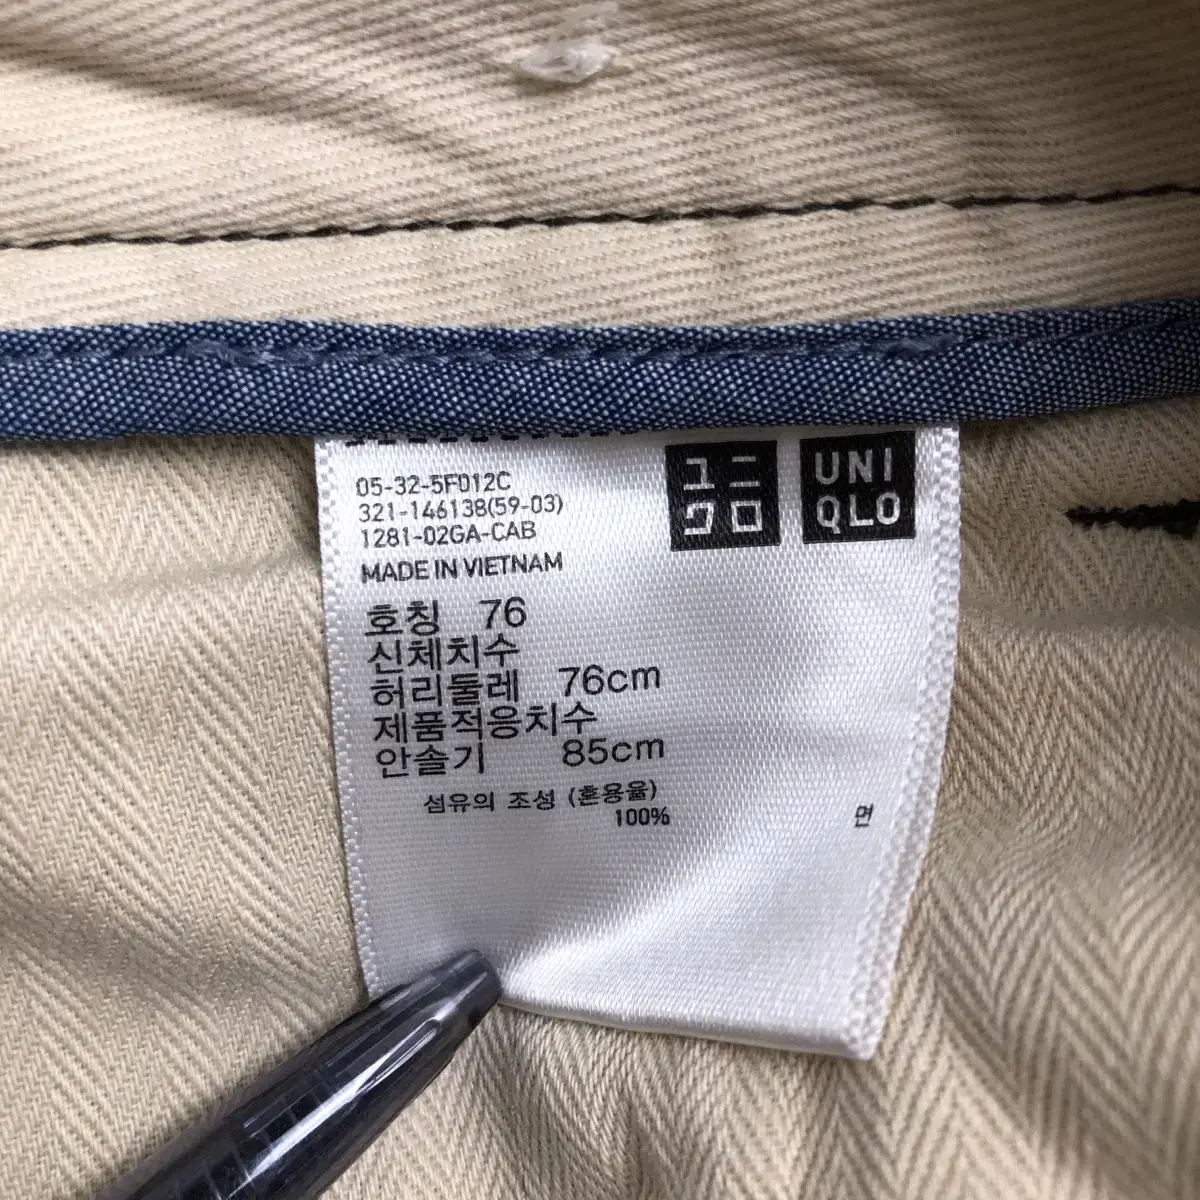 05-32-5F012C
321-146138(59-03)
1281-02GA-CAB
MADE IN VIETNAM
ユニ
クロ
UNI
QLO
호칭 76
신체치수
허리둘레 76cm
제품적응치수
안솔기 85cm
섬유의 조성 (혼용율)
100% 면